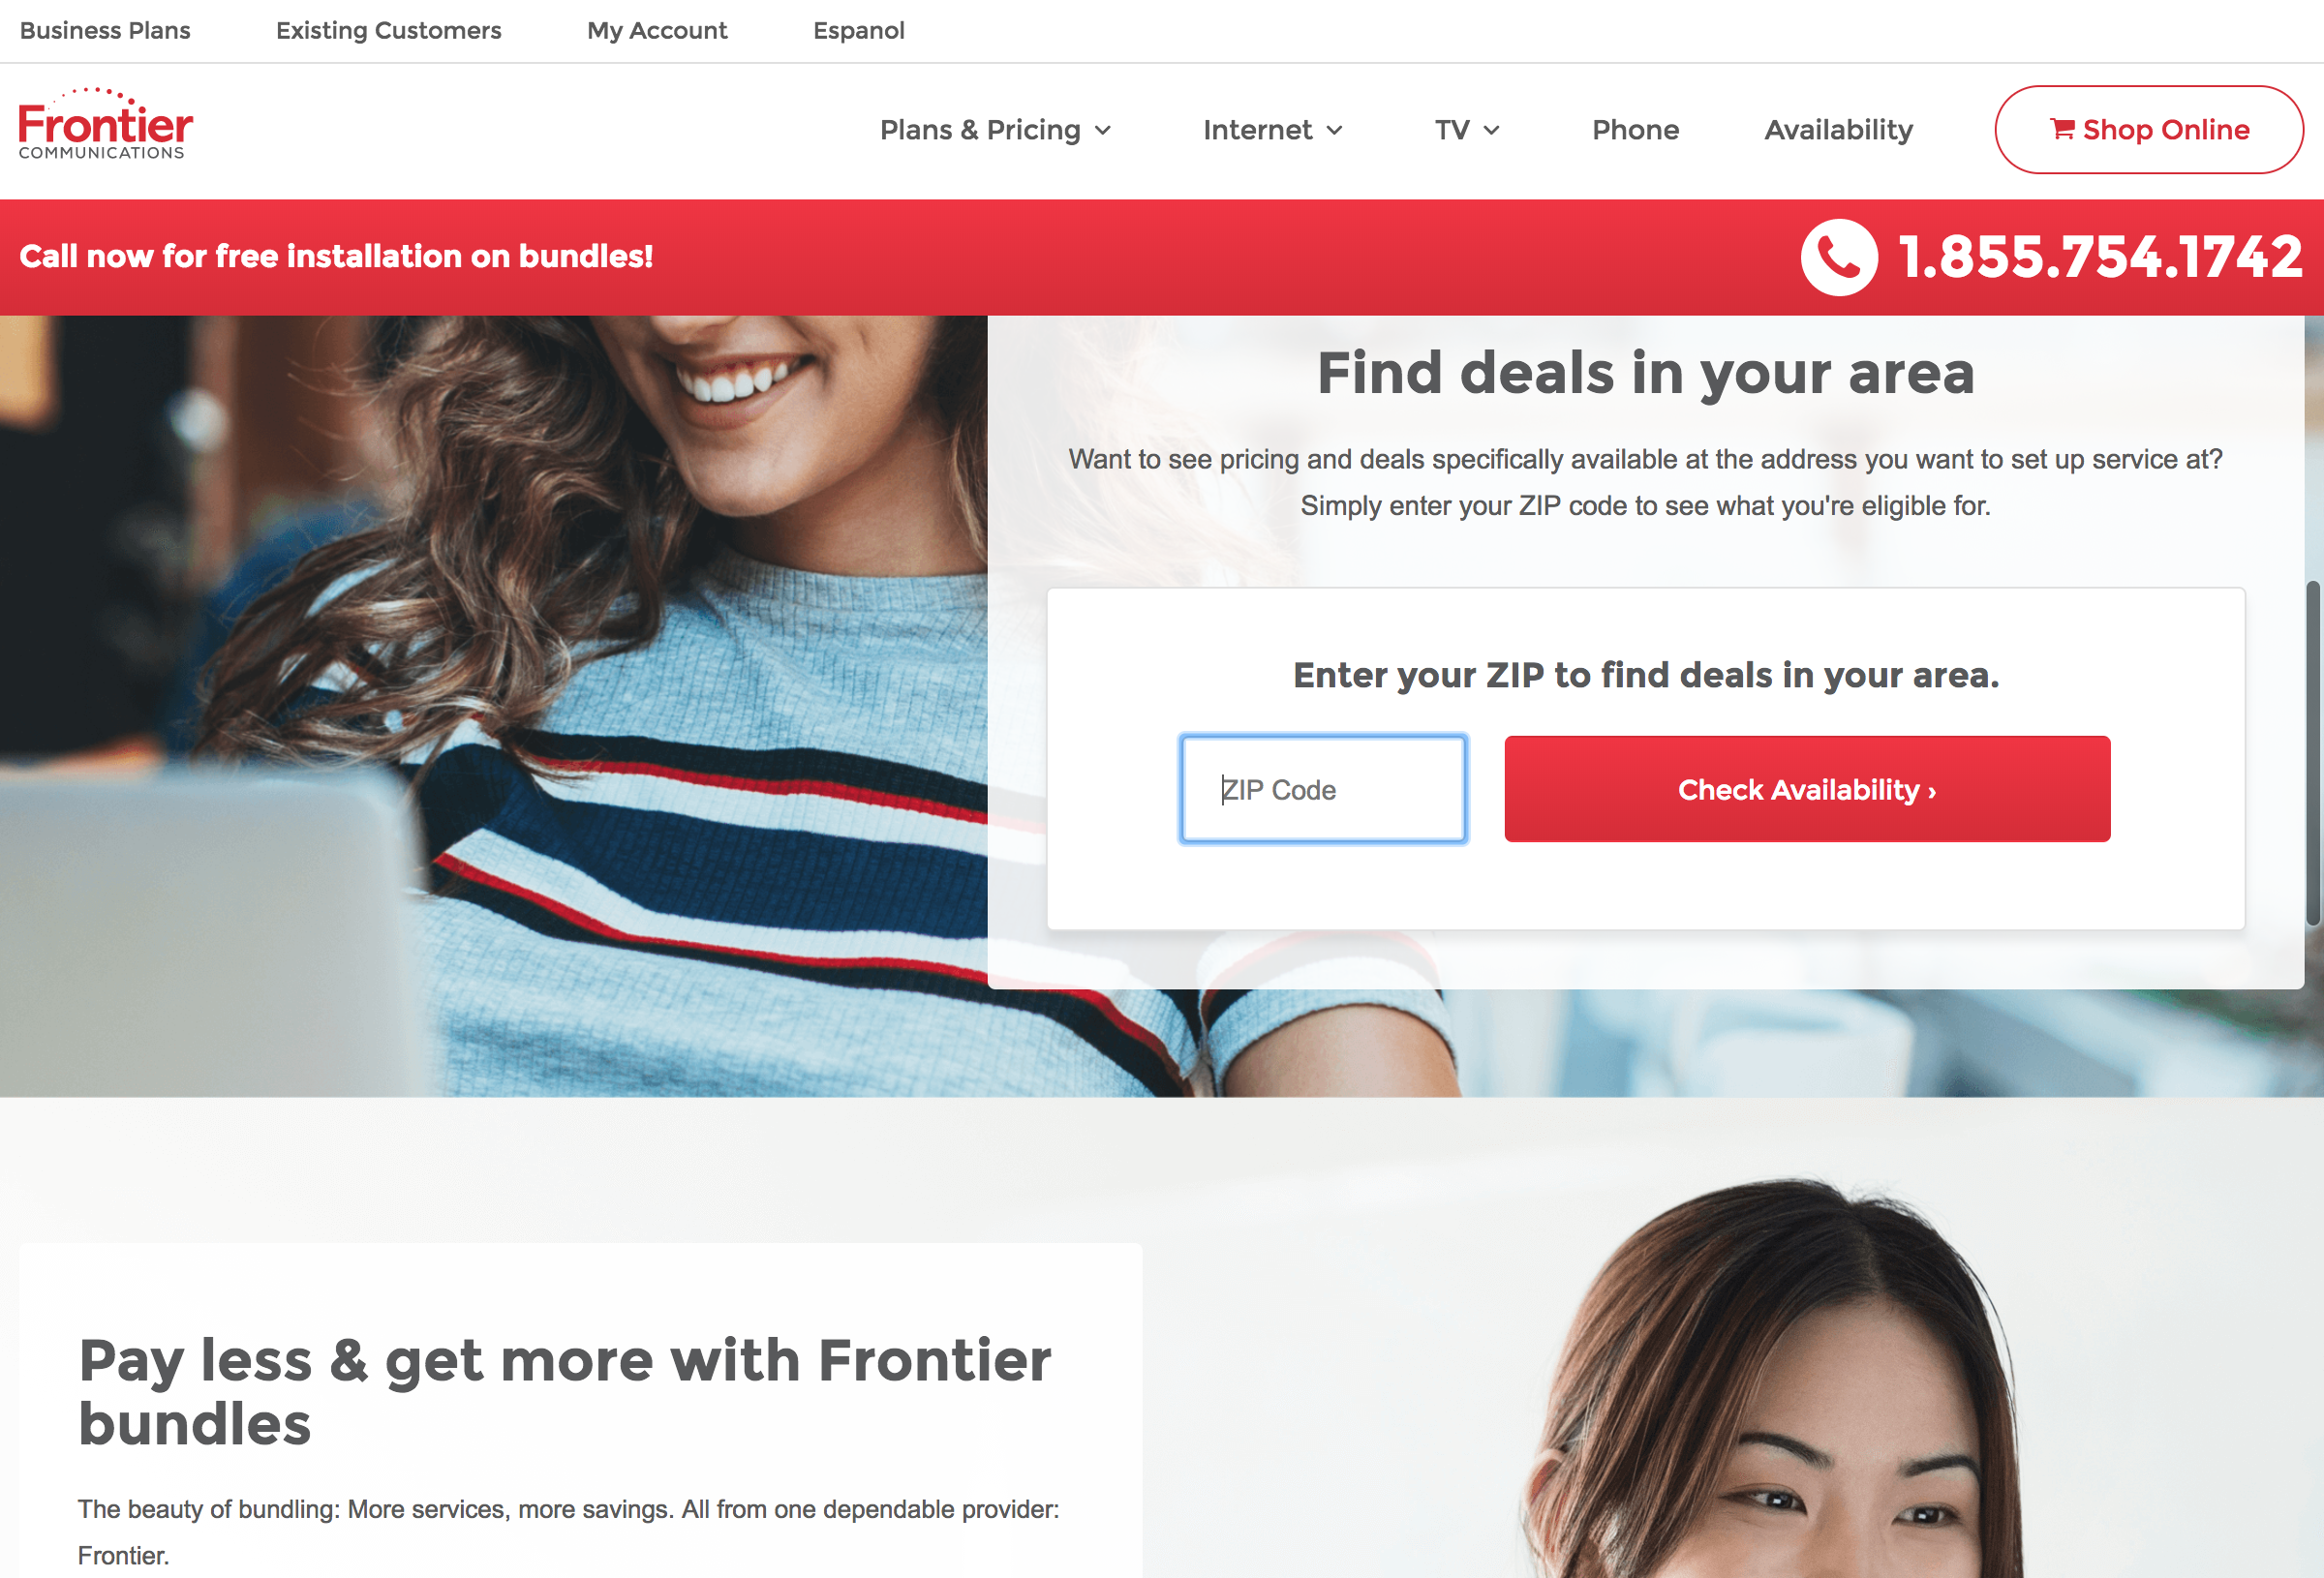 Business Plans
Existing Customers
My Account
Espanol
Frontier
COMMUNICATIONS
Plans & Pricing
Internet
TV
Phone
Availability
Shop Online
Call now for free installation on bundles!
1.855.754.1742
Find deals in your area
Want to see pricing and deals specifically available at the address you want to set up service at?
Simply enter your ZIP code to see what you're eligible for.
Enter your ZIP to find deals in your area.
ZIP Code
Check Availability ›
Pay less & get more with Frontier
bundles
The beauty of bundling: More services, more savings. All from one dependable provider:
Frontier.